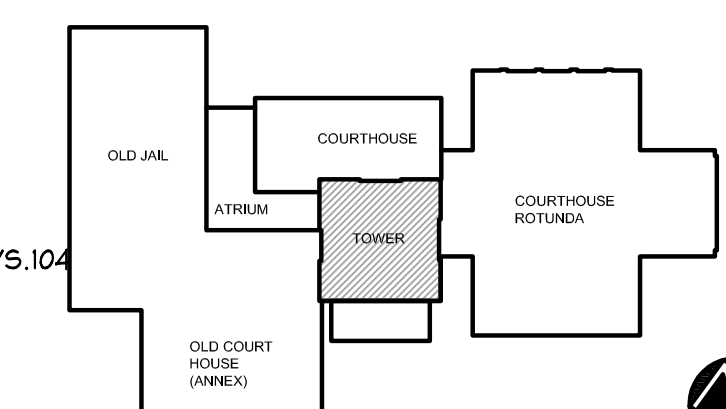 OLD JAIL
COURTHOUSE
ATRIUM
COURTHOUSE
ROTUNDA
TOWER
/S.104
OLD COURT
HOUSE
(ANNEX)